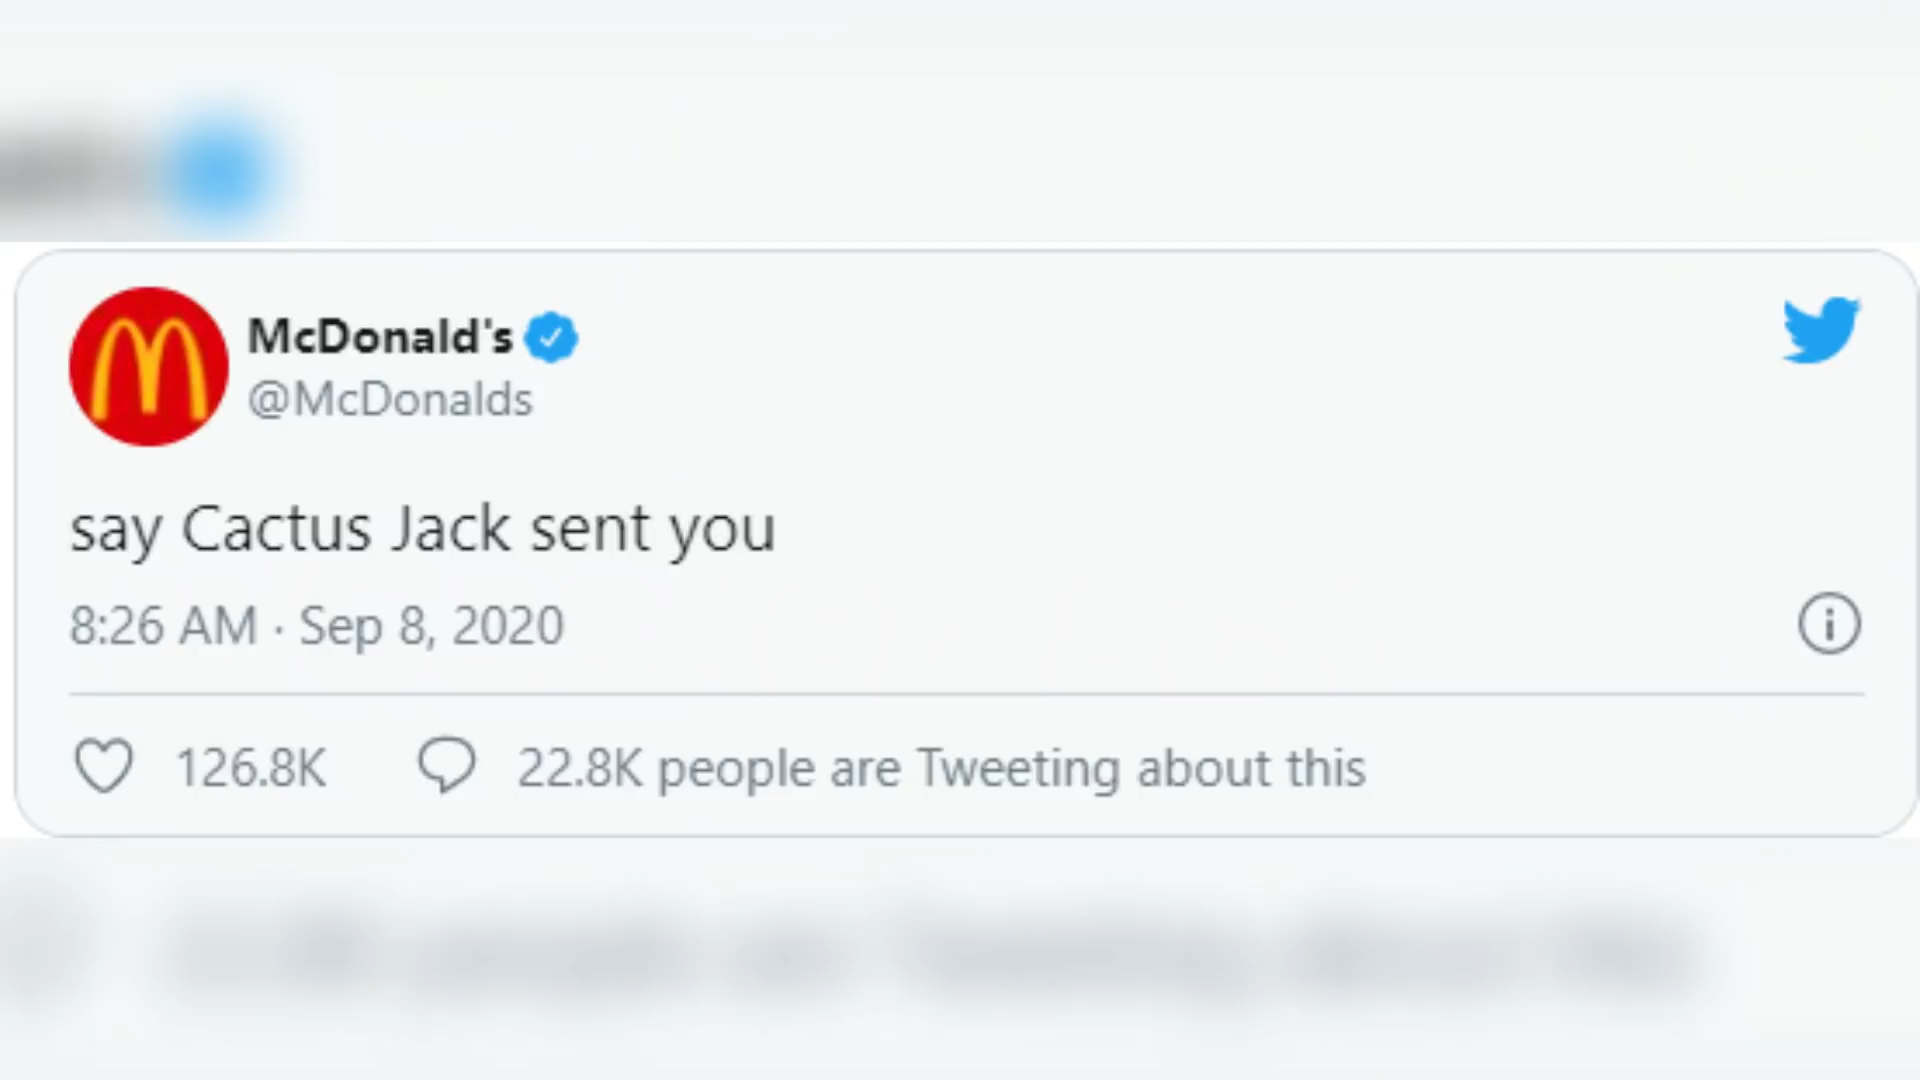 McDonald's
@McDonalds
say Cactus Jack sent you
8:26 AM · Sep 8, 2020
126.8K 22.8K people are Tweeting about this